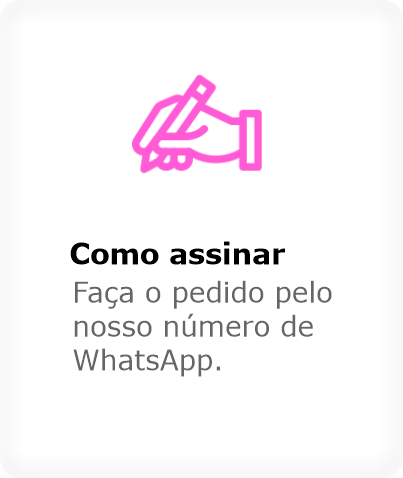 Como assinar
Faça o pedido pelo
nosso número de
WhatsApp.